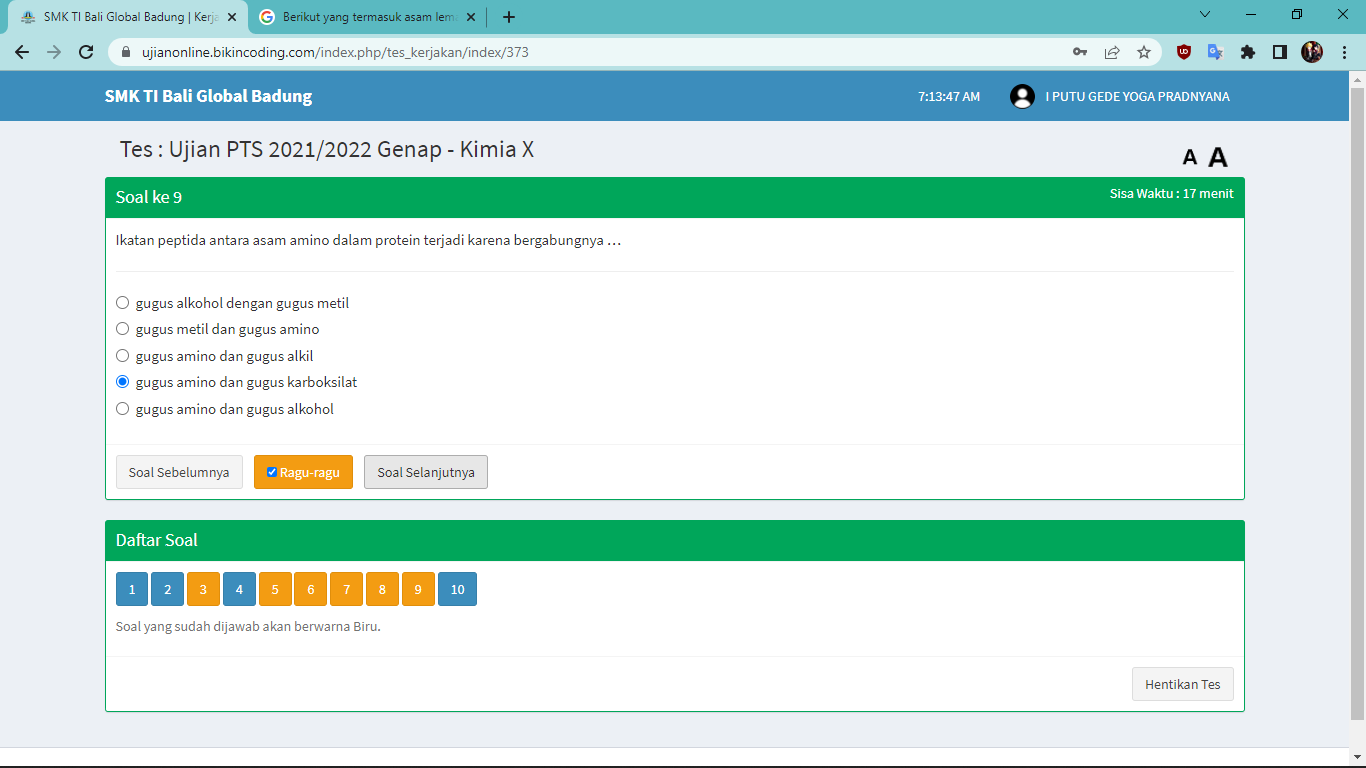 SMK TI Bali Global Badung | Kerja
Berikut yang termasuk asam lema
ujianonline.bikincoding.com/index.php/tes_kerjakan/index/373
SMK TI Bali Global Badung
7:13:47 AM
I PUTU GEDE YOGA PRADNYANA
Tes : Ujian PTS 2021/2022 Genap - Kimia X
A A
Soal ke 9
Sisa Waktu : 17 menit
Ikatan peptida antara asam amino dalam protein terjadi karena bergabungnya …
gugus alkohol dengan gugus metil
gugus metil dan gugus amino
gugus amino dan gugus alkil
gugus amino dan gugus karboksilat
gugus amino dan gugus alkohol
Soal Sebelumnya
Ragu-ragu
Soal Selanjutnya
Daftar Soal
1 2 3 4 5 6 7 8 9 10
Soal yang sudah dijawab akan berwarna Biru.
Hentikan Tes